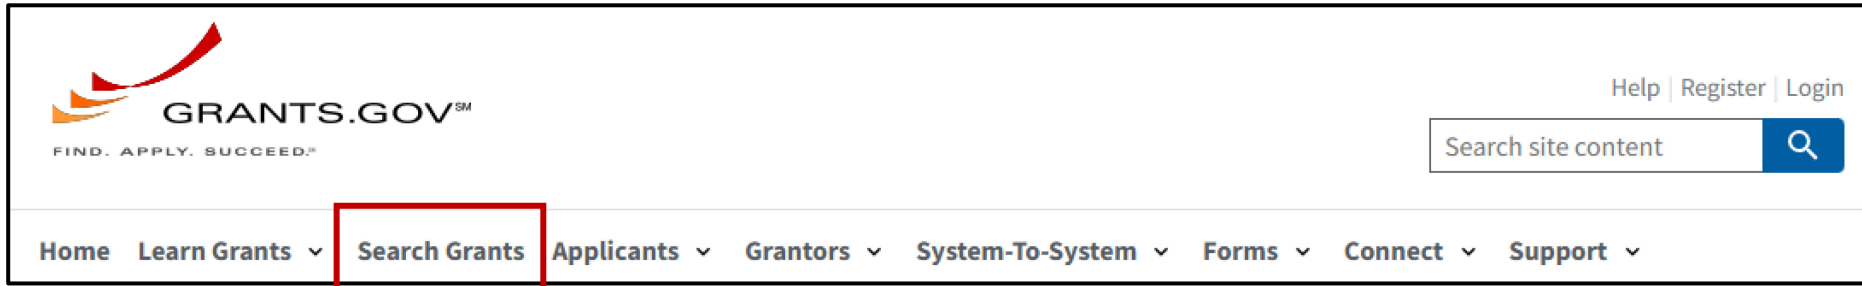 GRANTS.GOV℠
FIND. APPLY. SUCCEED.℠
Help | Register | Login
Search site content
Home Learn Grants Search Grants Applicants Grantors System-To-System Forms Connect Support